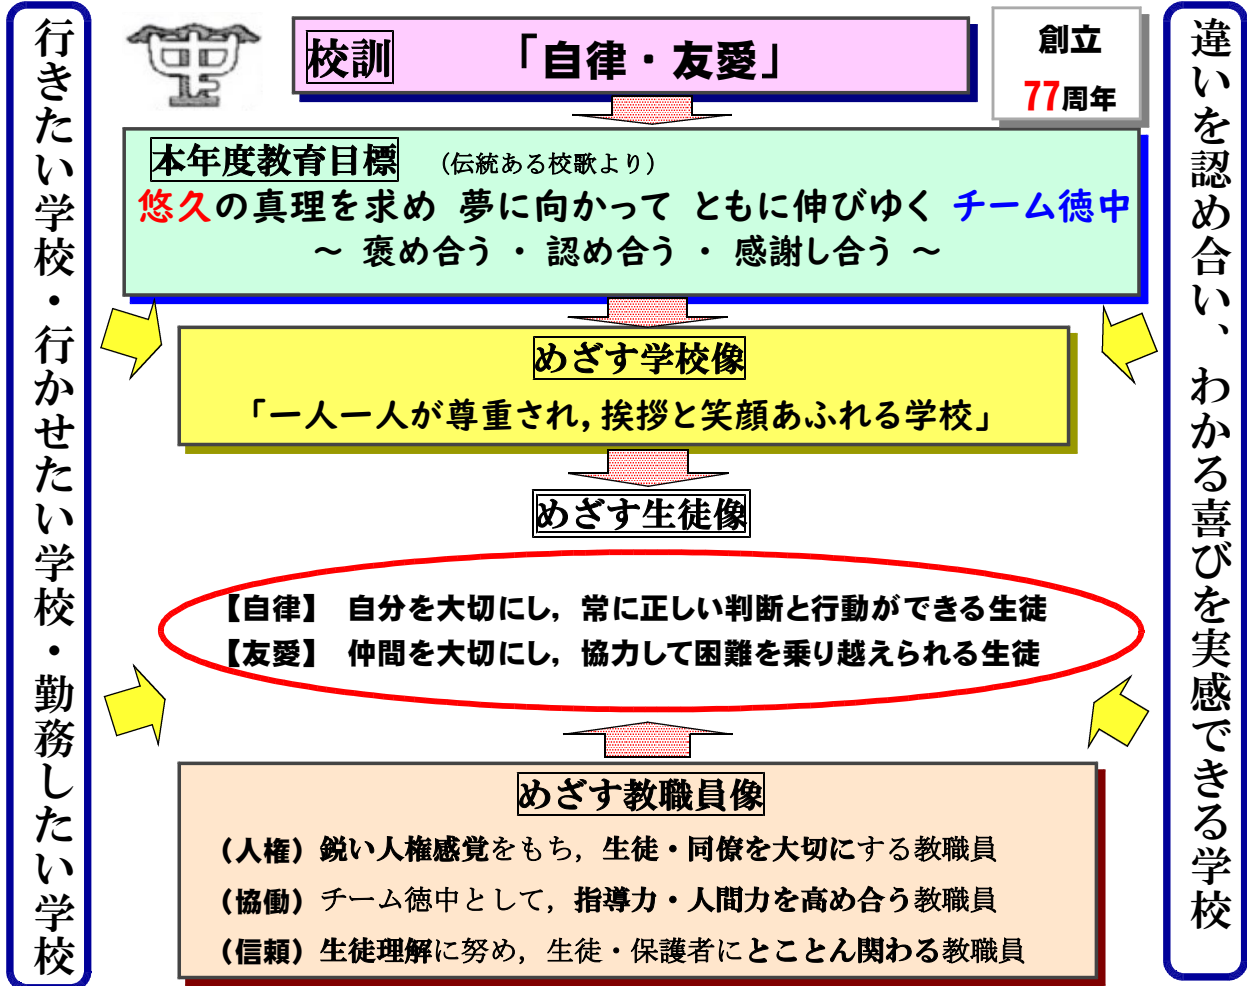 行きたい学校・行かせたい学校・勤務したい学校
校訓 「自律・友愛」
創立
77周年
本年度教育目標 (伝統ある校歌より)
悠久の真理を求め 夢に向かって ともに伸びゆく チーム徳中
～ 褒め合う ・ 認め合う ・ 感謝し合う ～
めざす学校像
「一人一人が尊重され,挨拶と笑顔あふれる学校」
めざす生徒像
【自律】 自分を大切にし，常に正しい判断と行動ができる生徒
【友愛】 仲間を大切にし，協力して困難を乗り越えられる生徒
めざす教職員像
（人権）鋭い人権感覚をもち，生徒・同僚を大切にする教職員
（協働）チーム徳中として，指導力・人間力を高め合う教職員
（信頼）生徒理解に努め，生徒・保護者にとことん関わる教職員
違いを認め合い、わかる喜びを実感できる学校